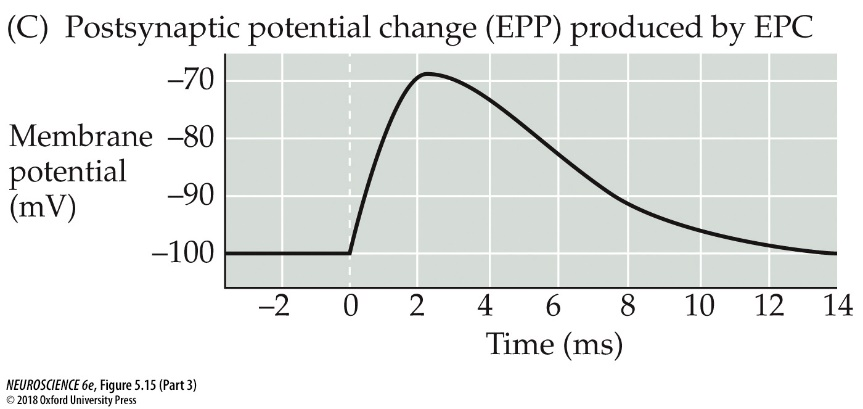 (C) Postsynaptic potential change (EPP) produced by EPC
–70
Membrane –80
potential
–90
(mV)
–100
–2 0 2 4 6 8 10 12 14
Time (ms)
NEUROSCIENCE 6e, Figure 5.15 (Part 3)
© 2018 Oxford University Press